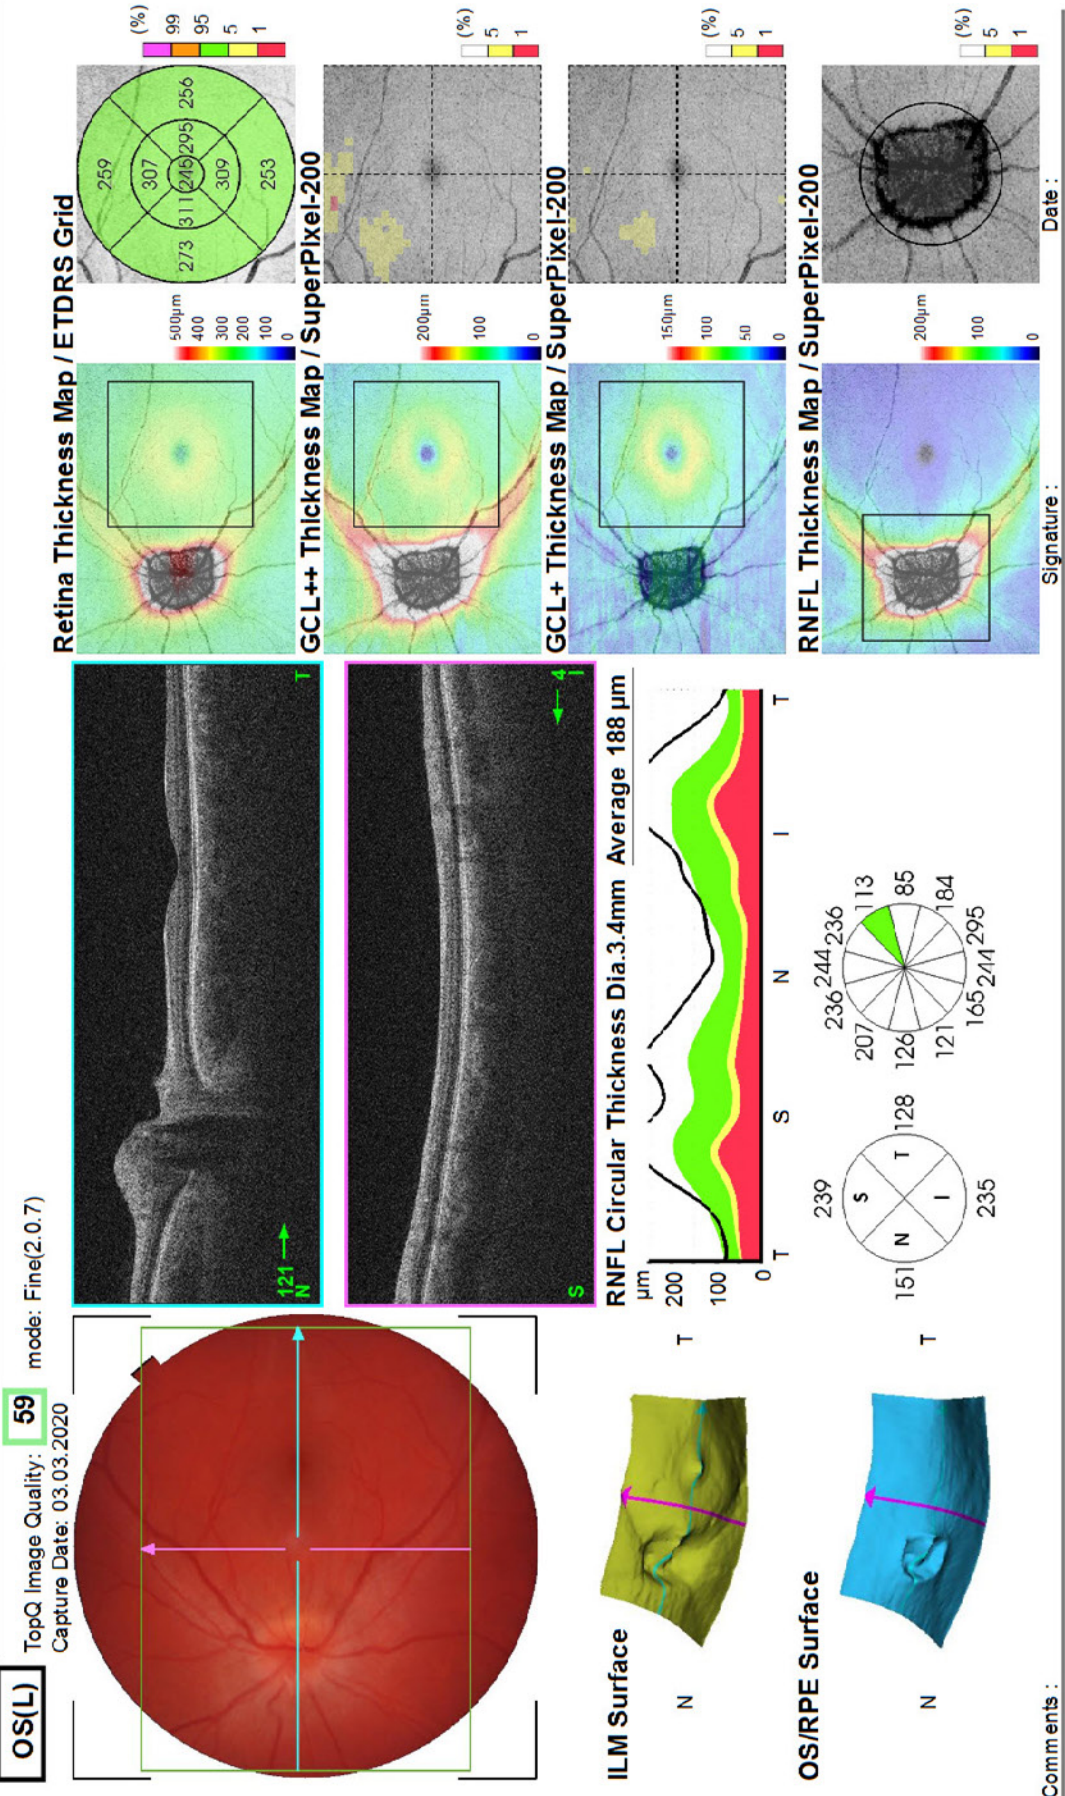 OS(L)
TopQ Image Quality: 59 mode: Fine(2.0.7)
Capture Date: 03.03.2020
121
N
T
S
4
I
Retina Thickness Map / ETDRS Grid
500µm
400
300
200
100
0
259
307
273 311 245 295 256
309
253
(%)
99
95
5
1
GCL++ Thickness Map / SuperPixel-200
200µm
100
0
(%)
5
1
GCL+ Thickness Map / SuperPixel-200
150µm
100
50
0
(%)
5
1
RNFL Thickness Map / SuperPixel-200
200µm
100
0
(%)
5
1
ILM Surface
N
T
OS/RPE Surface
N
T
RNFL Circular Thickness Dia.3.4mm Average 188 µm
µm
200
100
0
T S N I T
239
S
151 N T 128
I
235
244
236 236
207 113
126 85
121 184
165 295
244
Comments :
Signature :
Date :